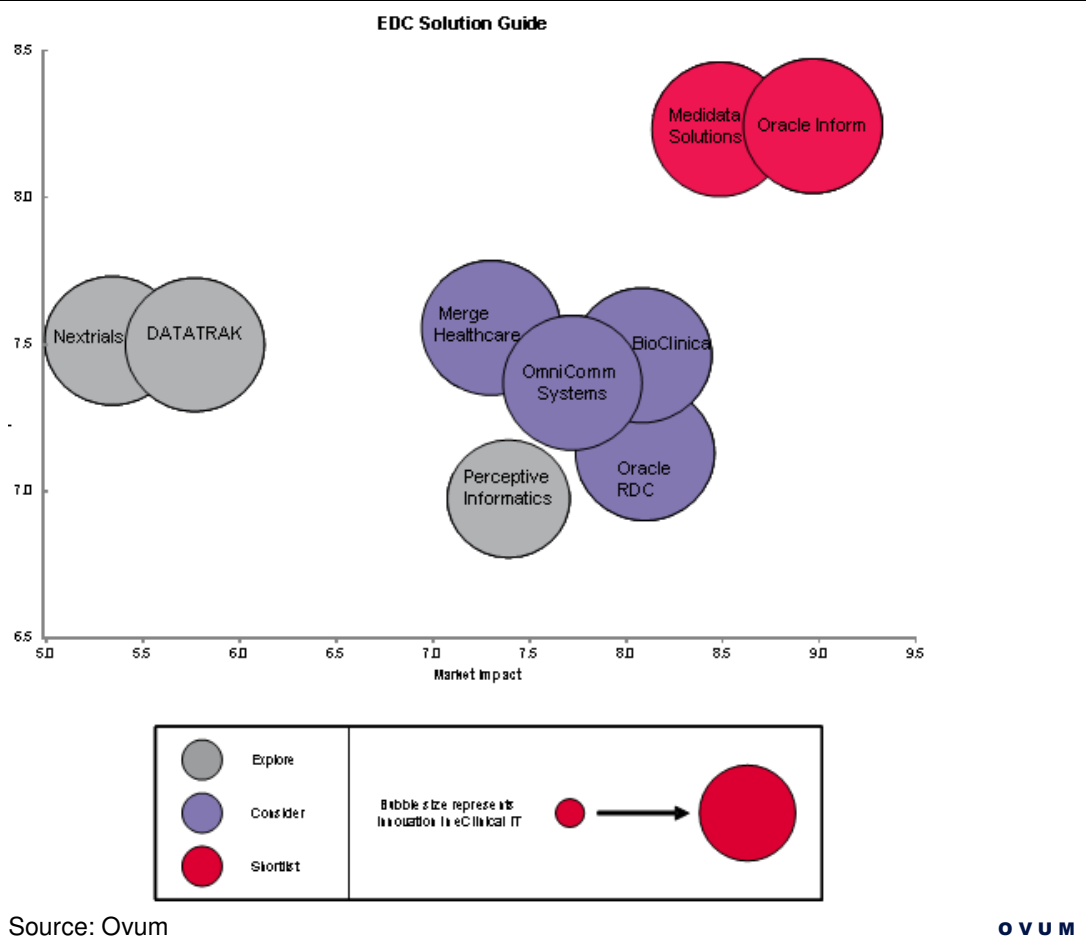 EDC Solution Guide
8.5
8.0
7.5
7.0
6.5
Medidata
Solutions
Oracle Inform
Nextrials
DATATRAK
Merge
Healthcare
BioClinica
OmniComm
Systems
Perceptive
Informatics
Oracle
RDC
5.0 5.5 6.0 6.5 7.0 7.5 8.0 8.5 9.0 9.5
Market Impact
Explore
Consider
Shortlist
Bubble size represents
innovation in eClinical IT
Source: Ovum
OVUM